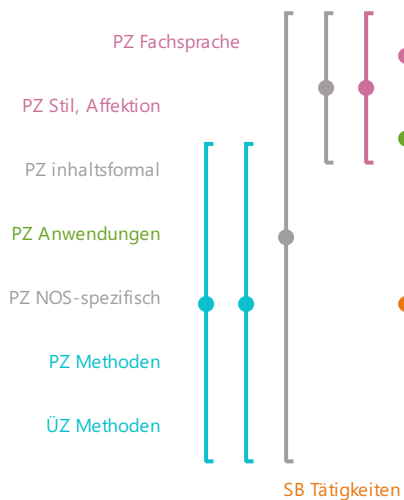 PZ Fachsprache
PZ Stil, Affektion
PZ inhaltsformal
PZ Anwendungen
PZ NOS-spezifisch
PZ Methoden
ÜZ Methoden
SB Tätigkeiten